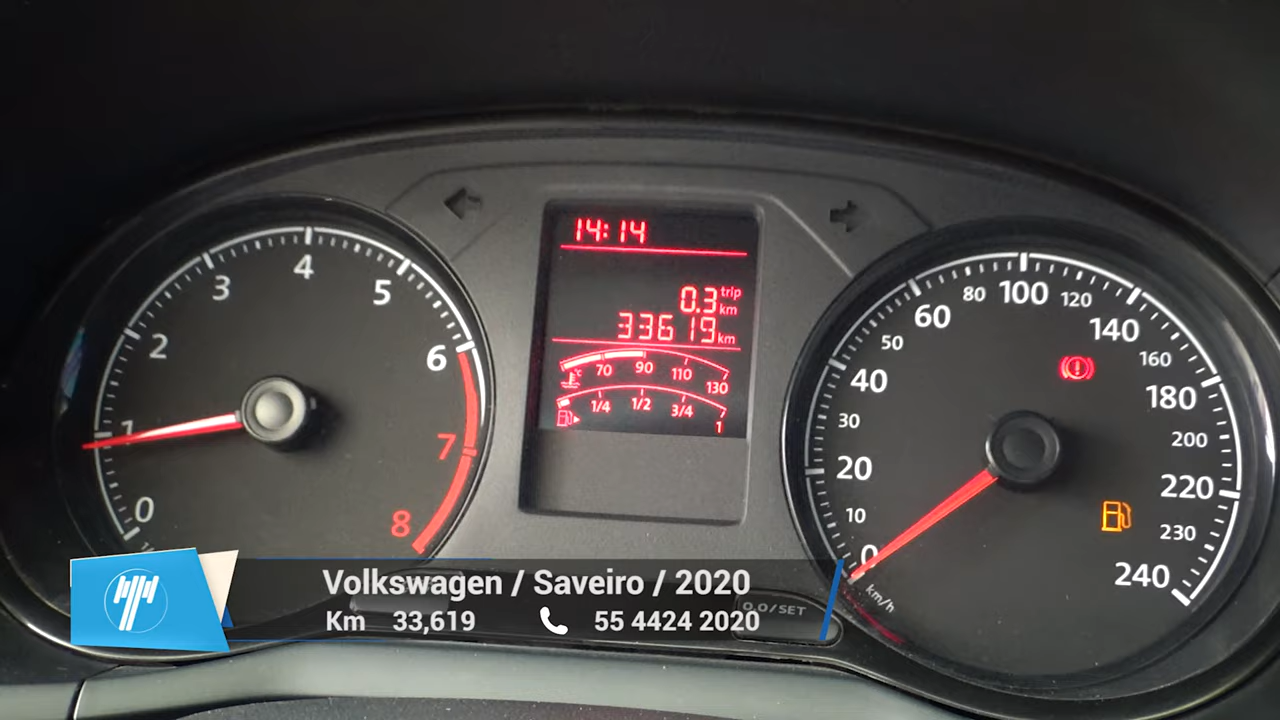 14:14
0.3 trip km
33619 km
70 90 110 130
1/4 1/2 3/4 1
0 1 2 3 4 5 6 7 8
0 10 20 30 40 50 60 80 100 120 140 160 180 200 220 230 240
km/h
0.0/SET
Volkswagen / Saveiro / 2020
Km 33,619 55 4424 2020